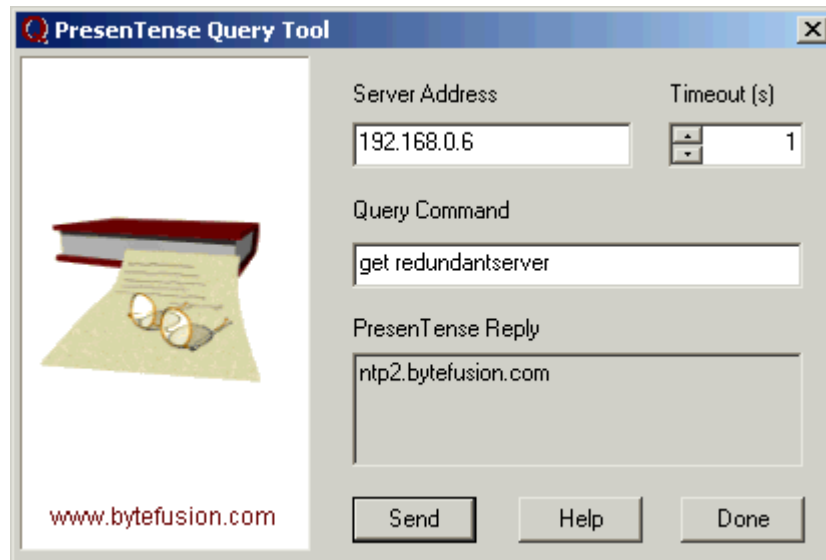 PresenTense Query Tool
Server Address
Timeout (s)
192.168.0.6
1
Query Command
get redundantserver
PresenTense Reply
ntp2.bytefusion.com
www.bytefusion.com
Send
Help
Done